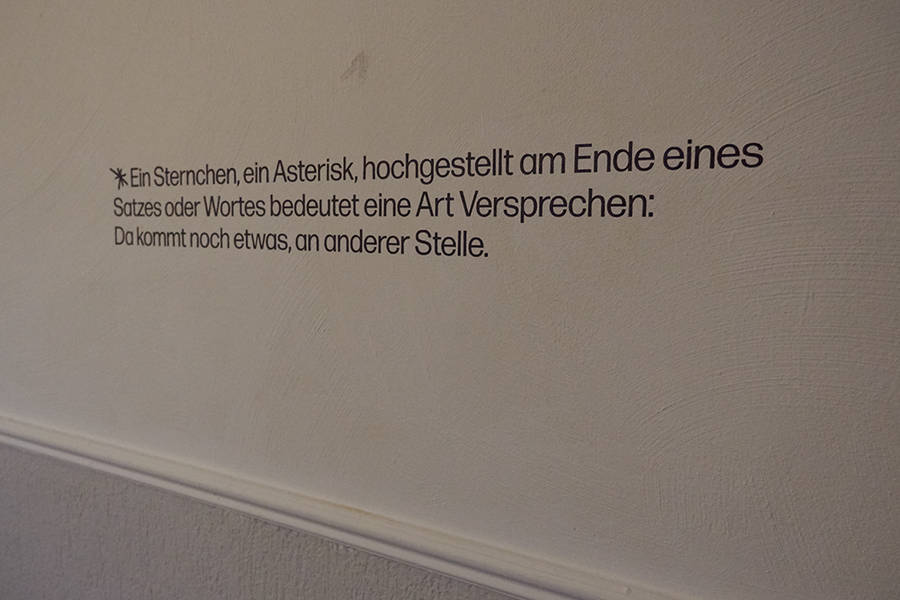 *Ein Sternchen, ein Asterisk, hochgestellt am Ende eines
Satzes oder Wortes bedeutet eine Art Versprechen:
Da kommt noch etwas, an anderer Stelle.